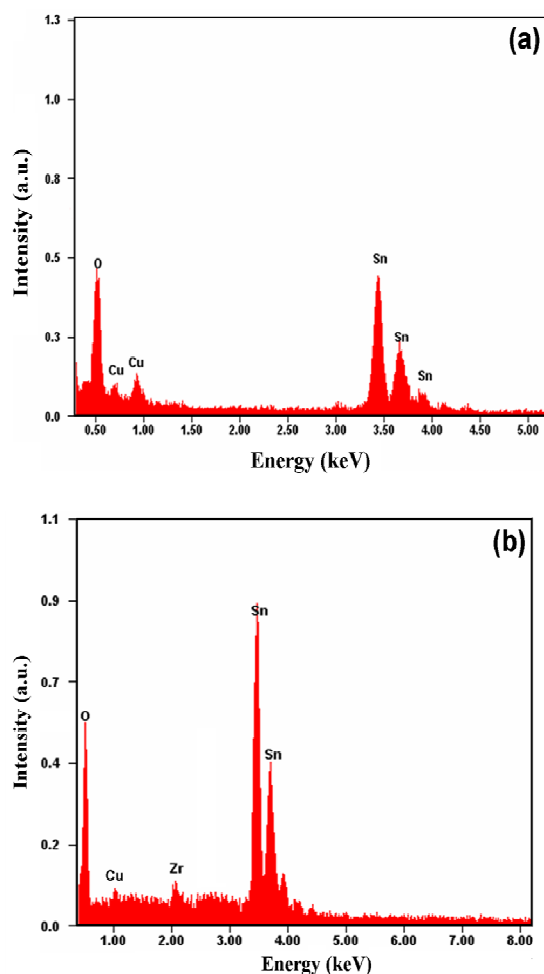 (a)
1.3
1.0
0.8
0.5
0.3
0.0
Intensity (a.u.)
O
Cu
Cu
Sn
Sn
Sn
0.50 1.00 1.50 2.00 2.50 3.00 3.50 4.00 4.50 5.00
Energy (keV)
(b)
1.1
0.9
0.7
0.4
0.2
0.0
Intensity (a.u.)
O
Cu
Zr
Sn
Sn
1.00 2.00 3.00 4.00 5.00 6.00 7.00 8.00
Energy (keV)